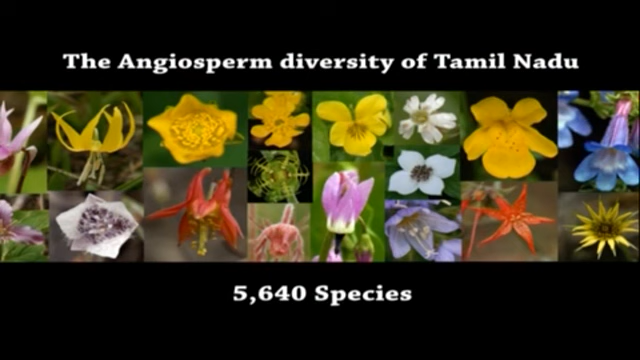 The Angiosperm diversity of Tamil Nadu
5,640 Species